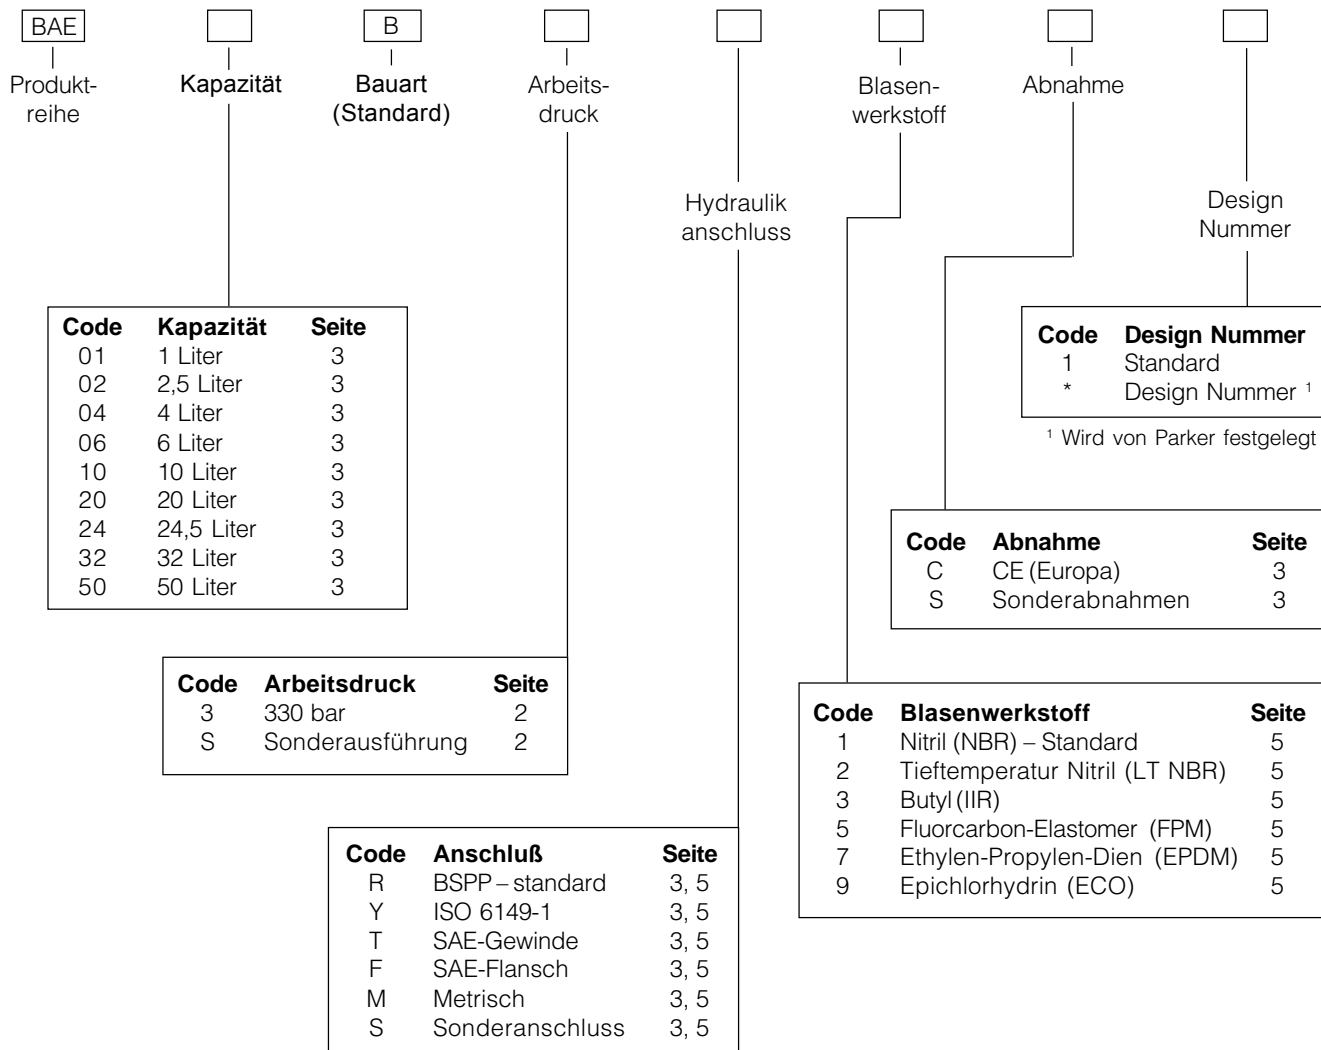 BAE
B
Produkt-
reihe
Kapazität
Bauart
(Standard)
Arbeits-
druck
Hydraulik
anschluss
Blasen-
werkstoff
Abnahme
Design
Nummer
Code Kapazität Seite
01 1 Liter 3
02 2,5 Liter 3
04 4 Liter 3
06 6 Liter 3
10 10 Liter 3
20 20 Liter 3
24 24,5 Liter 3
32 32 Liter 3
50 50 Liter 3
Code Design Nummer
1 Standard
* Design Nummer ¹
¹ Wird von Parker festgelegt
Code Abnahme Seite
C CE (Europa) 3
S Sonderabnahmen 3
Code Arbeitsdruck Seite
3 330 bar 2
S Sonderausführung 2
Code Blasenwerkstoff Seite
1 Nitril (NBR) – Standard 5
2 Tieftemperatur Nitril (LT NBR) 5
3 Butyl (IIR) 5
5 Fluorcarbon-Elastomer (FPM) 5
7 Ethylen-Propylen-Dien (EPDM) 5
9 Epichlorhydrin (ECO) 5
Code Anschluß Seite
R BSPP – standard 3, 5
Y ISO 6149-1 3, 5
T SAE-Gewinde 3, 5
F SAE-Flansch 3, 5
M Metrisch 3, 5
S Sonderanschluss 3, 5